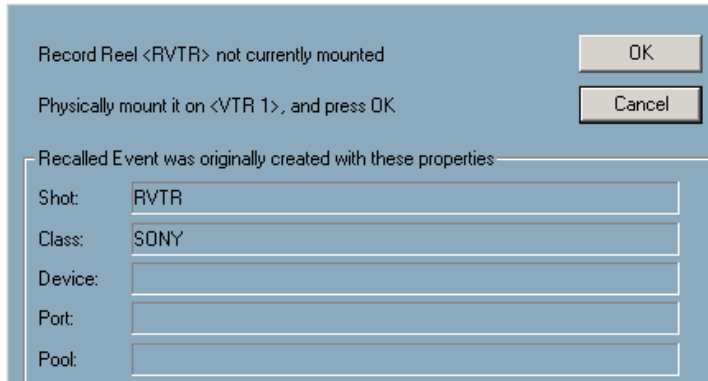 Record Reel <RVTR> not currently mounted
OK
Physically mount it on <VTR 1>, and press OK
Cancel
Recalled Event was originally created with these properties
Shot: RVTR
Class: SONY
Device:
Port:
Pool: